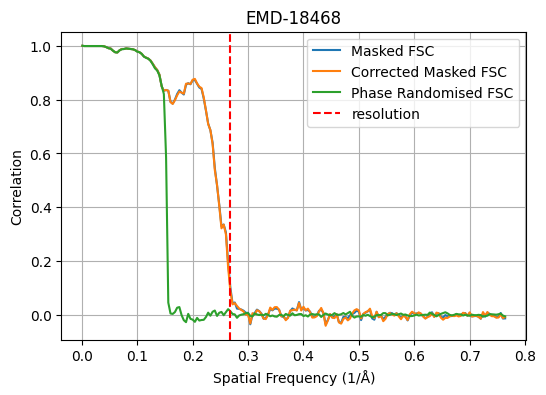 EMD-18468
Masked FSC
Corrected Masked FSC
Phase Randomised FSC
resolution
Correlation
1.0
0.8
0.6
0.4
0.2
0.0
0.0 0.1 0.2 0.3 0.4 0.5 0.6 0.7 0.8
Spatial Frequency (1/Å)